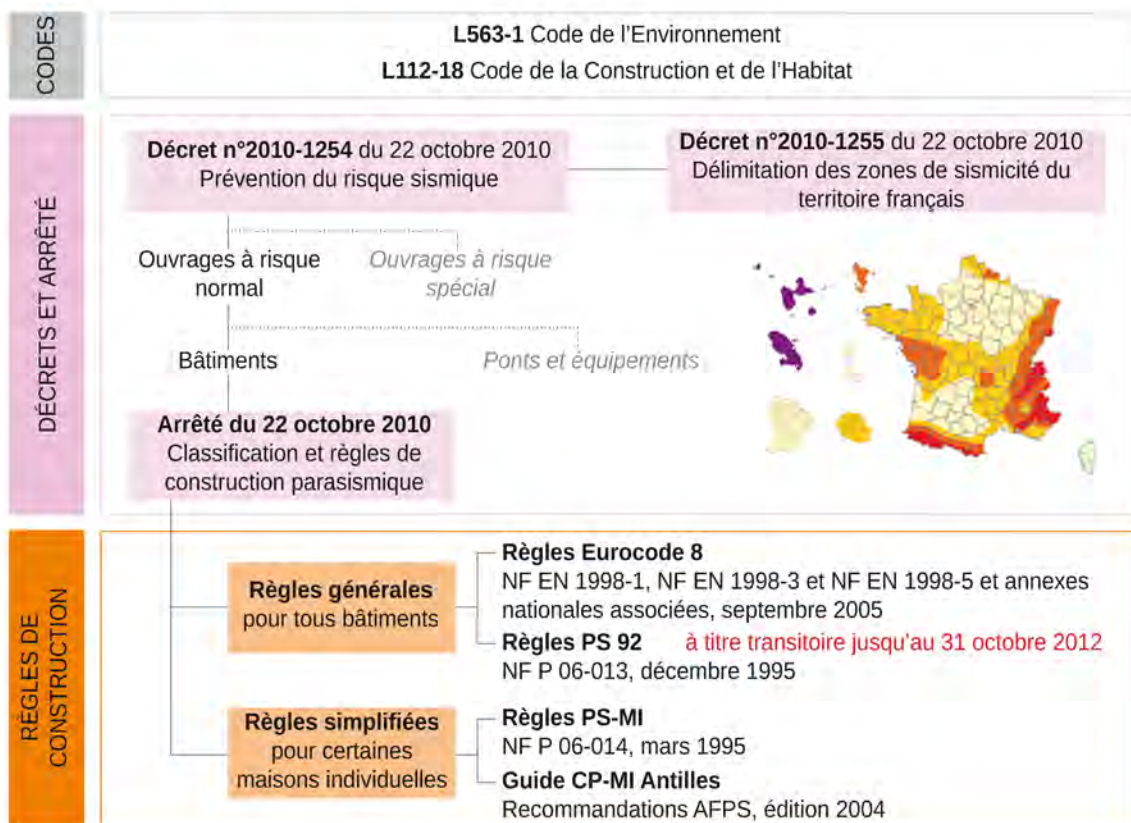 CODES
L563-1 Code de l'Environnement
L112-18 Code de la Construction et de l'Habitat
DÉCRETS ET ARRÊTÉ
Décret n°2010-1254 du 22 octobre 2010
Prévention du risque sismique
Décret n°2010-1255 du 22 octobre 2010
Délimitation des zones de sismicité du
territoire français
Ouvrages à risque
normal
Ouvrages à risque
spécial
Bâtiments
Ponts et équipements
Arrêté du 22 octobre 2010
Classification et règles de
construction parasismique
RÈGLES DE
CONSTRUCTION
Règles générales
pour tous bâtiments
Règles Eurocode 8
NF EN 1998-1, NF EN 1998-3 et NF EN 1998-5 et annexes
nationales associées, septembre 2005
Règles PS 92 à titre transitoire jusqu'au 31 octobre 2012
NF P 06-013, décembre 1995
Règles simplifiées
pour certaines
maisons individuelles
Règles PS-MI
NF P 06-014, mars 1995
Guide CP-MI Antilles
Recommandations AFPS, édition 2004